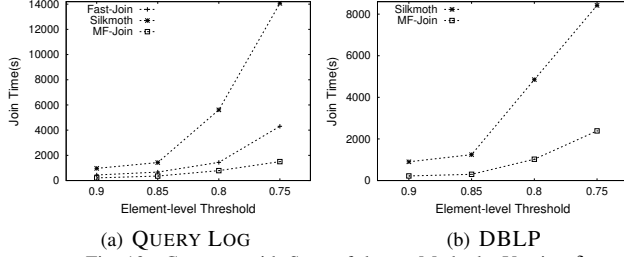 14000
12000
10000
8000
6000
4000
2000
0
Join Time(s)
Fast-Join
Silkmoth
MF-Join
0.9 0.85 0.8 0.75
Element-level Threshold
(a) QUERY LOG
8000
6000
4000
2000
0
Join Time(s)
Silkmoth
MF-Join
0.9 0.85 0.8 0.75
Element-level Threshold
(b) DBLP